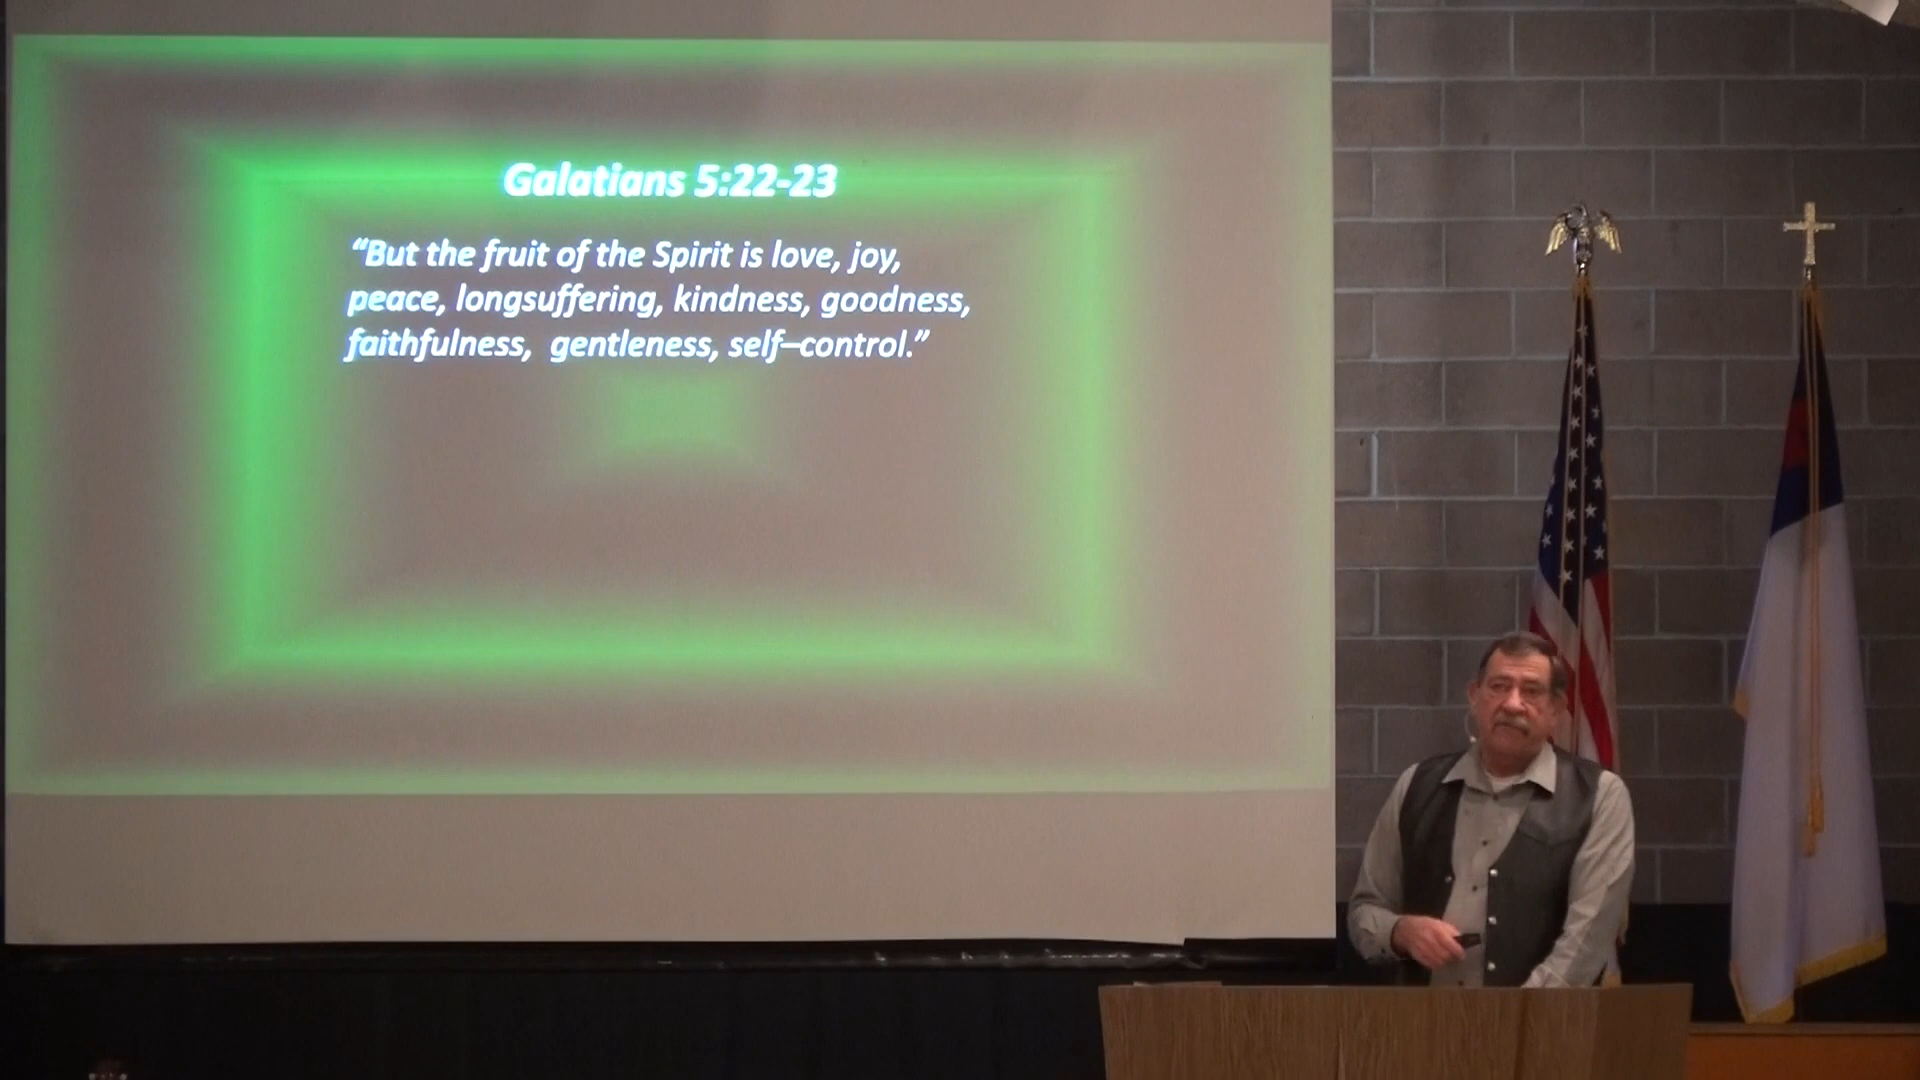 Galatians 5:22-23
“But the fruit of the Spirit is love, joy,
peace, longsuffering, kindness, goodness,
faithfulness,  gentleness, self–control.”